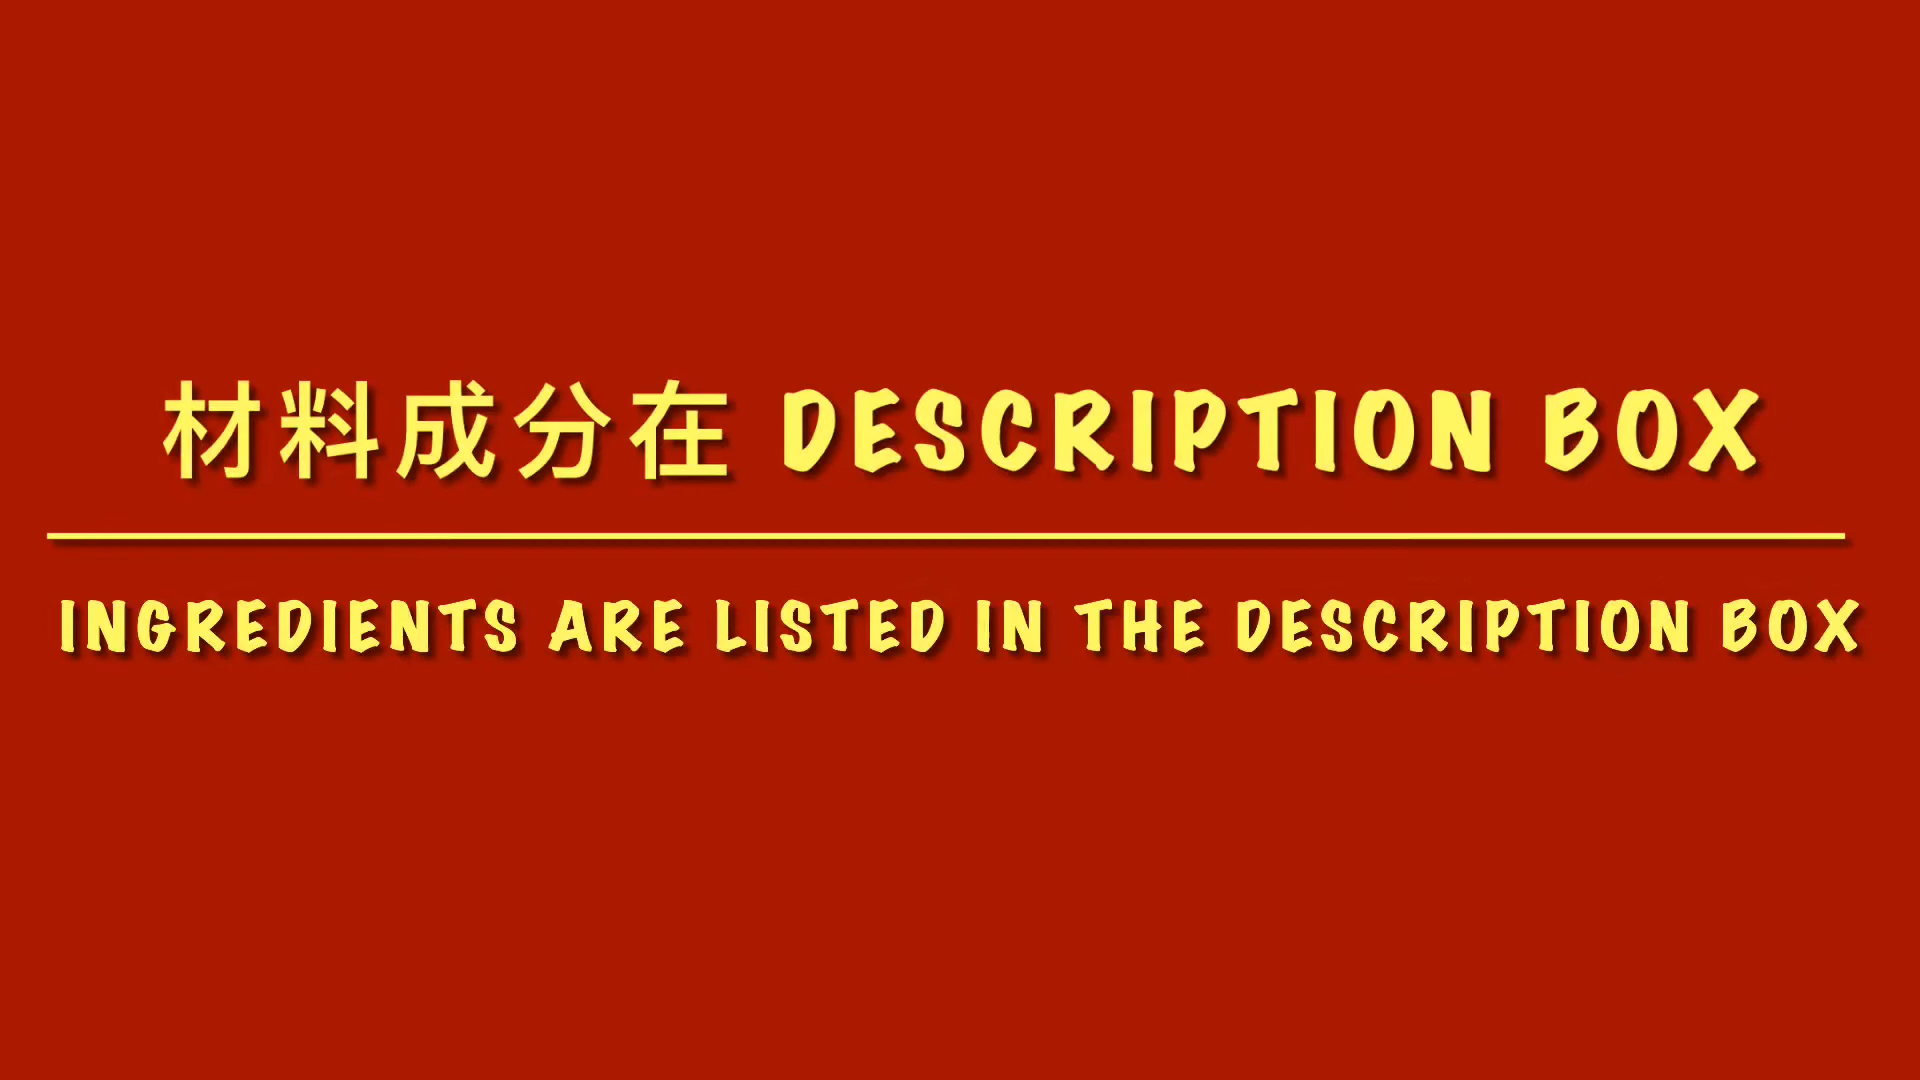 材料成分在 DESCRIPTION BOX
INGREDIENTS ARE LISTED IN THE DESCRIPTION BOX